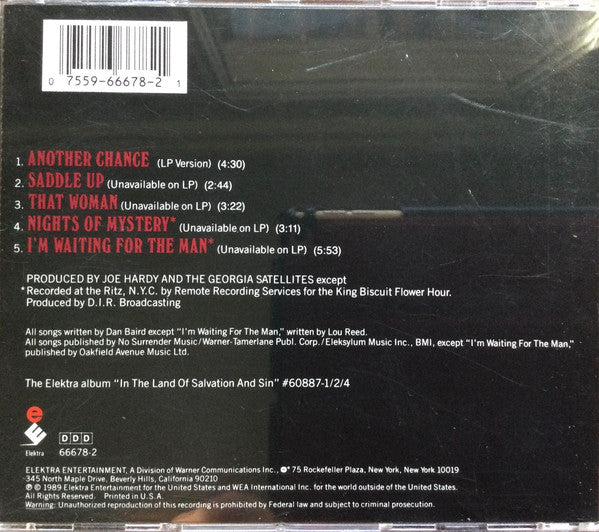 0 7559-66678-2 1
1. ANOTHER CHANCE (LP Version) (4:30)
2. SADDLE UP (Unavailable on LP) (2:44)
3. THAT WOMAN (Unavailable on LP) (3:22)
4. NIGHTS OF MYSTERY* (Unavailable on LP) (3:11)
5. I'M WAITING FOR THE MAN* (Unavailable on LP) (5:53)
PRODUCED BY JOE HARDY AND THE GEORGIA SATELLITES except
*Recorded at the Ritz, N.Y.C. by Remote Recording Services for the King Biscuit Flower Hour.
Produced by D.I.R. Broadcasting
All songs written by Dan Baird except "I'm Waiting For The Man," written by Lou Reed.
All songs published by No Surrender Music/Warner-Tamerlane Publ. Corp./Eleksylum Music Inc., BMI, except "I'm Waiting For The Man,"
published by Oakfield Avenue Music Ltd.
The Elektra album "In The Land Of Salvation And Sin" #60887-1/2/4
e
E
DDD
Elektra 66678-2
ELEKTRA ENTERTAINMENT, A Division of Warner Communications Inc., 75 Rockefeller Plaza, New York, New York 10019
345 North Maple Drive, Beverly Hills, California 90210
℗ © 1989 Elektra Entertainment for the United States and WEA International Inc. for the world outside of the United States.
All Rights Reserved. Printed in U.S.A.
Warning: Unauthorized reproduction of this recording is prohibited by Federal law and subject to criminal prosecution.